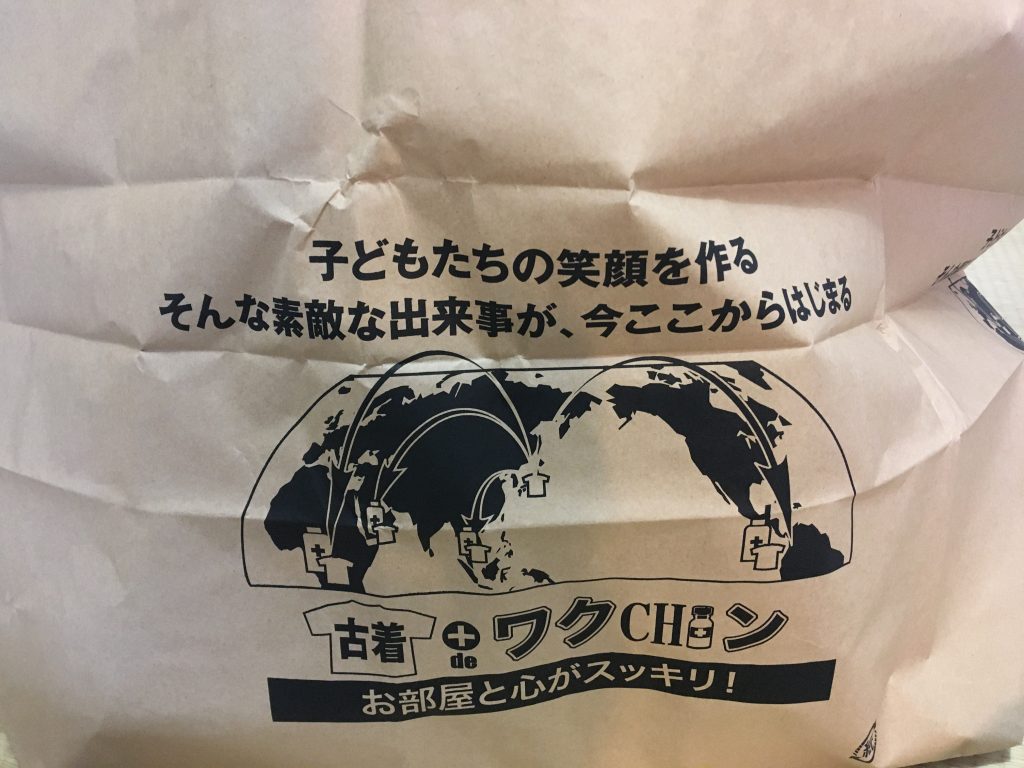 子どもたちの笑顔を作る
そんな素敵な出来事が、今ここからはじまる
古着 de ワクCHiン
お部屋と心がスッキリ!